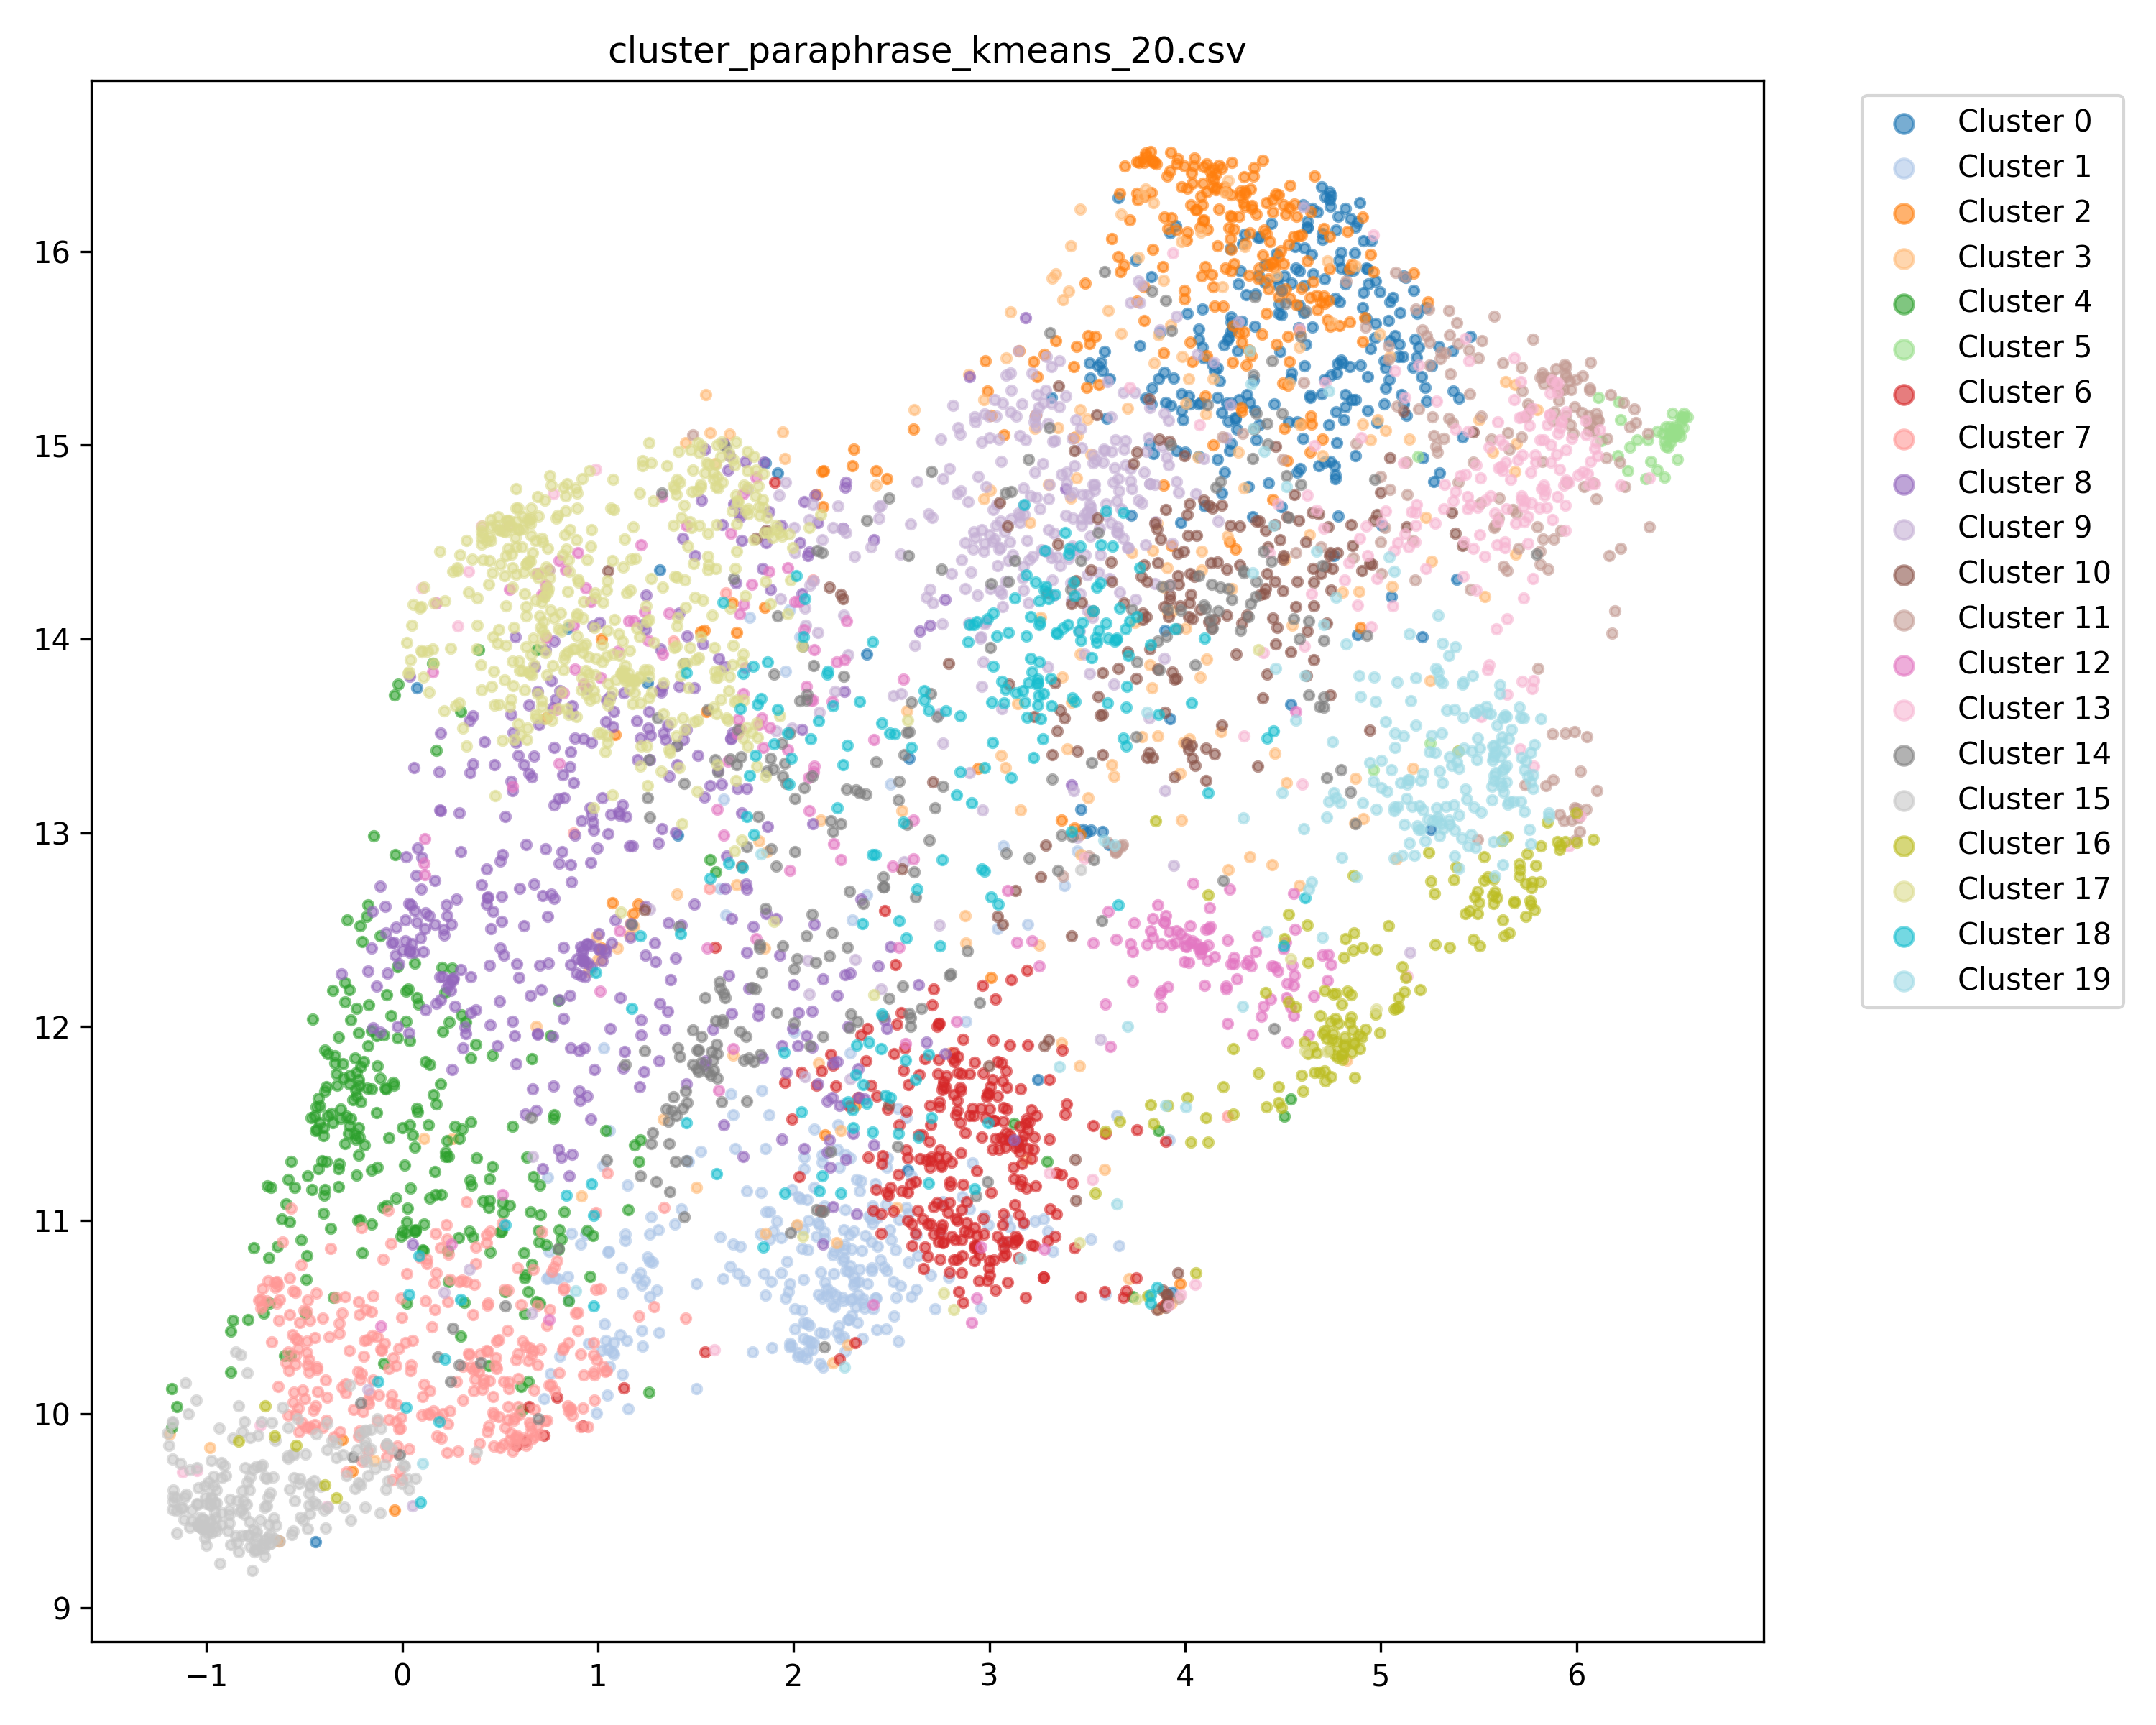 cluster_paraphrase_kmeans_20.csv
16
15
14
13
12
11
10
9
−1
0
1
2
3
4
5
6
Cluster 0
Cluster 1
Cluster 2
Cluster 3
Cluster 4
Cluster 5
Cluster 6
Cluster 7
Cluster 8
Cluster 9
Cluster 10
Cluster 11
Cluster 12
Cluster 13
Cluster 14
Cluster 15
Cluster 16
Cluster 17
Cluster 18
Cluster 19